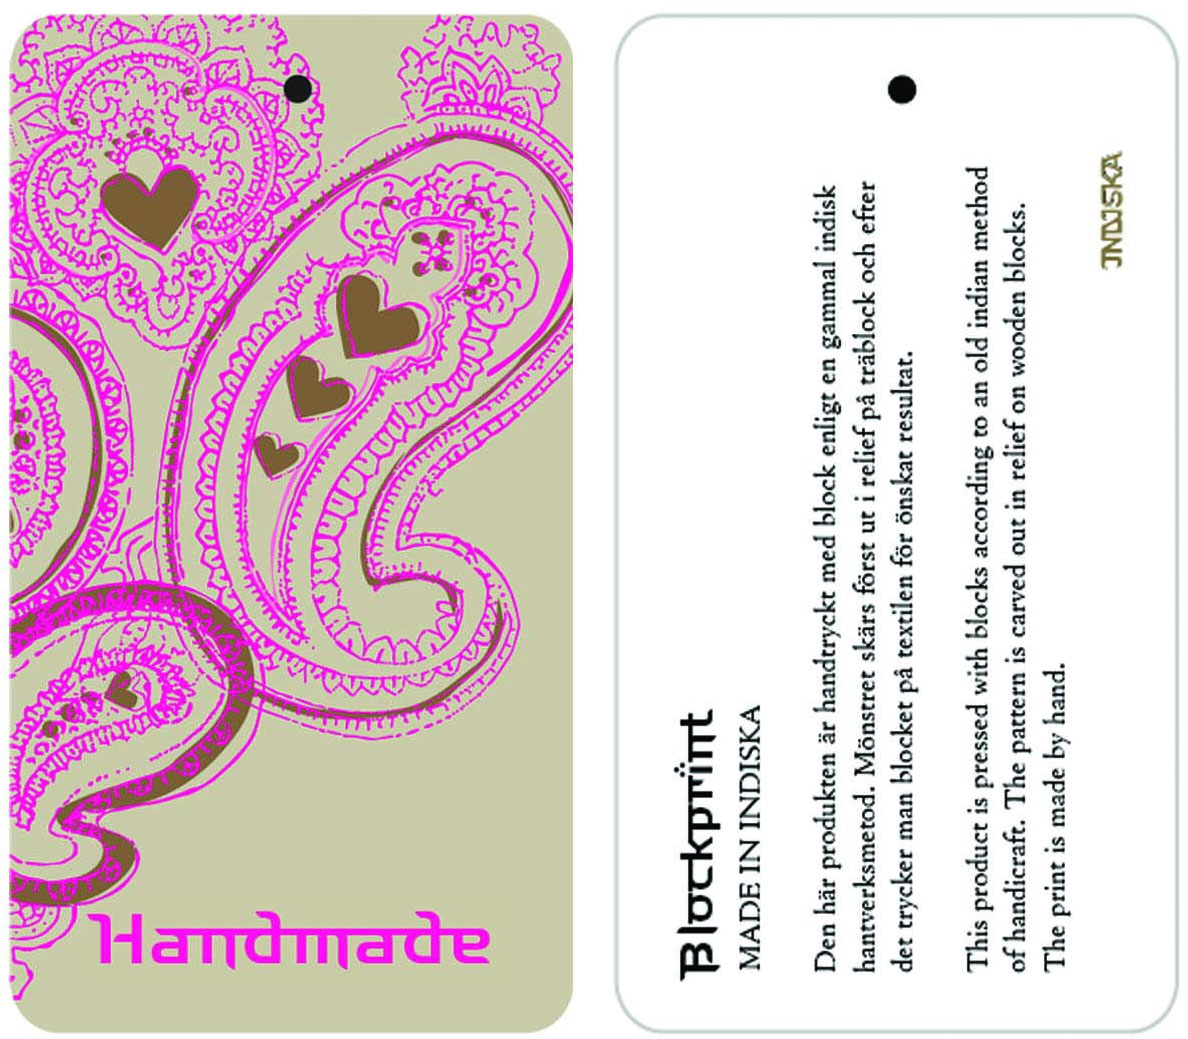 Handmade
Blockprint
MADE IN INDISKA
Den här produkten är handtryckt med block enligt en gammal indisk
hantverksmetod. Mönstret skärs först ut i relief på träblock och efter
det trycker man blocket på textilen för önskat resultat.
This product is pressed with blocks according to an old indian method
of handicraft. The pattern is carved out in relief on wooden blocks.
The print is made by hand.
INDISKA